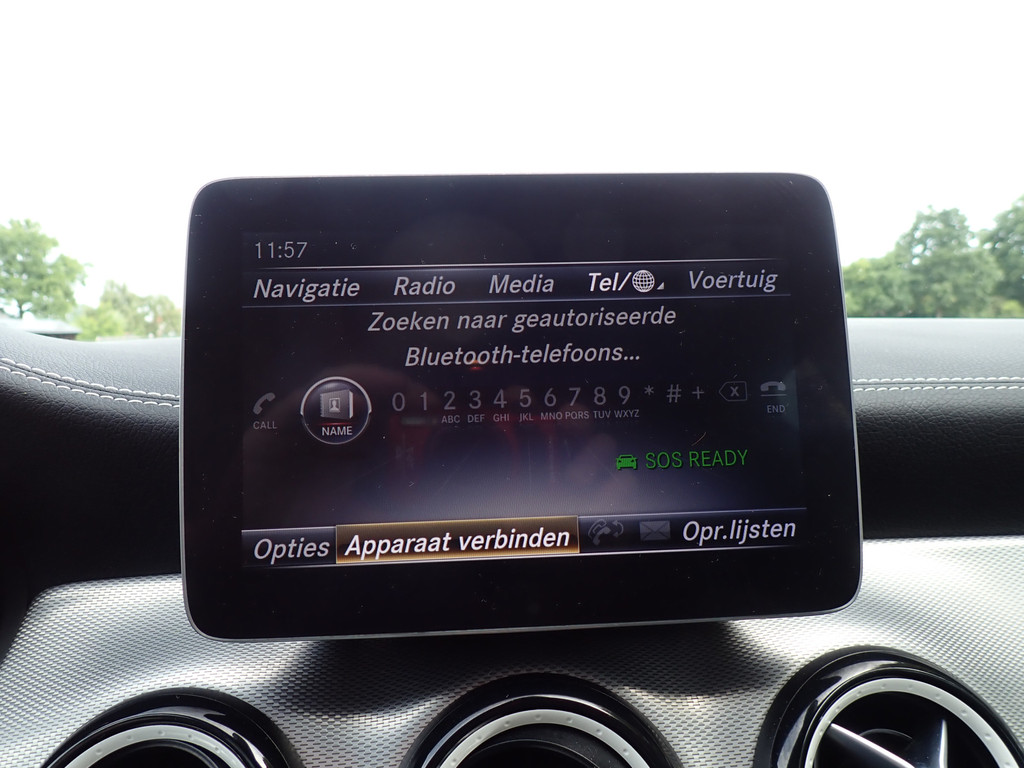 11:57
Navigatie Radio Media Tel/ Voertuig
Zoeken naar geautoriseerde
Bluetooth-telefoons...
CALL NAME 0 1 2 3 4 5 6 7 8 9 * # + X END
ABC DEF GHI JKL MNO PQRS TUV WXYZ
SOS READY
Opties Apparaat verbinden Opr.lijsten